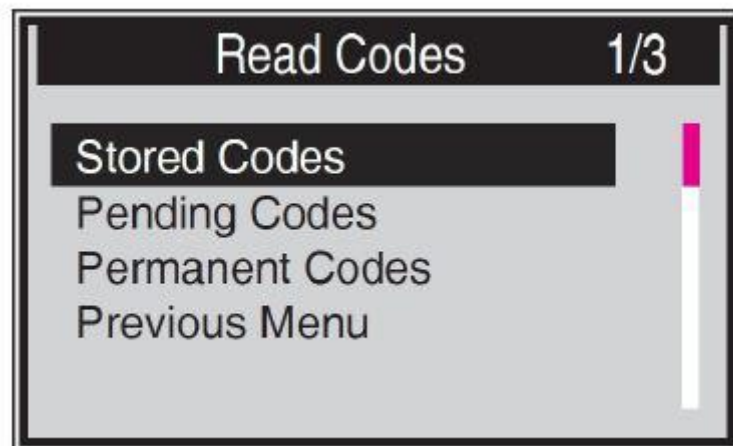 Read Codes 1/3
Stored Codes
Pending Codes
Permanent Codes
Previous Menu